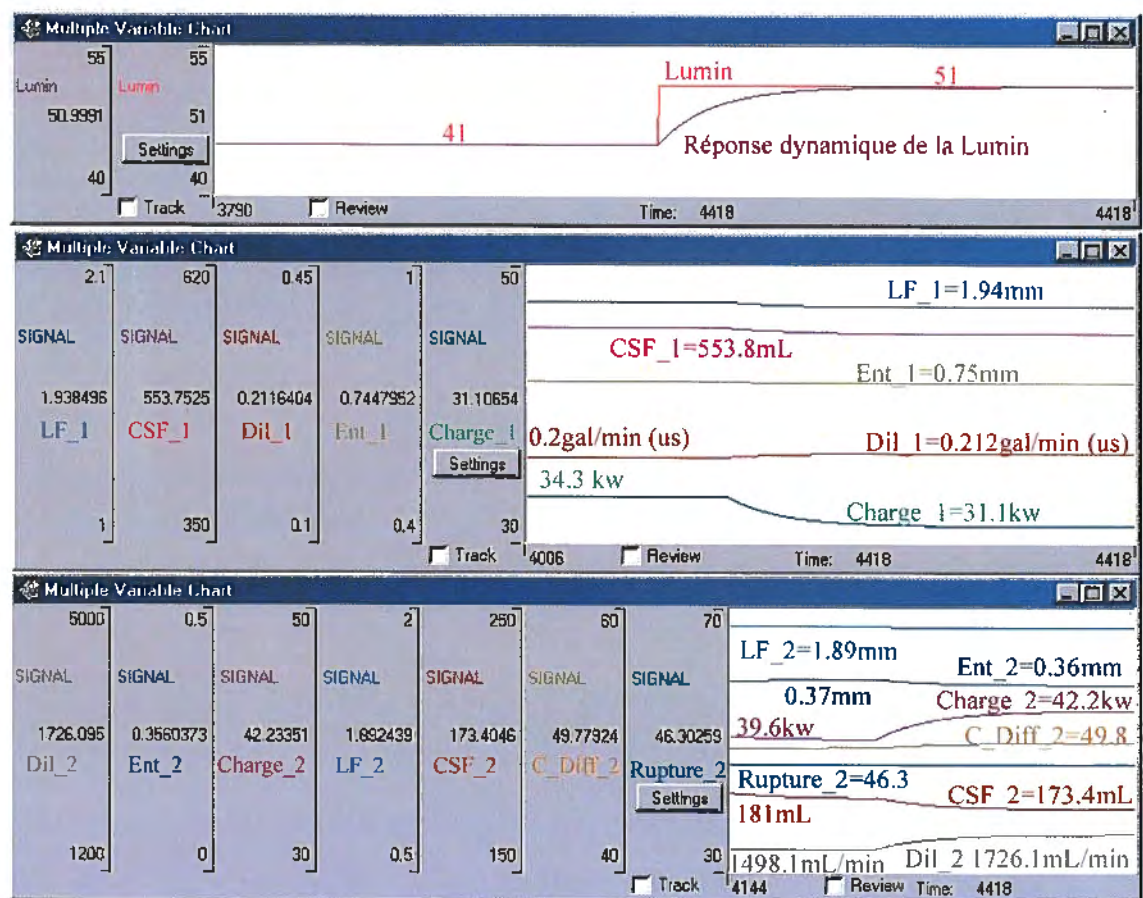 Multiple Variable Chart
55 55
Lumin Lumin Lumin 51
50.9991 51 41
Settings Réponse dynamique de la Lumin
40 40
Track 3790 Review Time: 4418 4418
Multiple Variable Chart
2.1 620 0.45 1 50
LF_1=1.94mm
SIGNAL SIGNAL SIGNAL SIGNAL SIGNAL
CSF_1=553.8mL
Ent_1=0.75mm
1.938496 553.7525 0.2116404 0.7447952 31.10654
LF_1 CSF_1 Dil_1 Ent_1 Charge_1 0.2gal/min (us) Dil_1=0.212gal/min (us)
Settings 34.3 kw
1 350 0.1 0.4 30 Charge_1=31.1kw
Track 4006 Review Time: 4418 4418
Multiple Variable Chart
5000 0.5 50 2 250 60 70
LF_2=1.89mm Ent_2=0.36mm
SIGNAL SIGNAL SIGNAL SIGNAL SIGNAL SIGNAL SIGNAL
0.37mm Charge_2=42.2kw
1726.095 0.3560373 42.23351 1.892439 173.4046 49.77924 46.30259 39.6kw C_Diff_2=49.8
Dil_2 Ent_2 Charge_2 LF_2 CSF_2 C_Diff_2 Rupture_2 Rupture_2=46.3
Settings CSF_2=173.4mL
181mL
1200 0 30 0.5 150 40 30 1498.1mL/min Dil_2 1726.1mL/min
Track 4144 Review Time: 4418